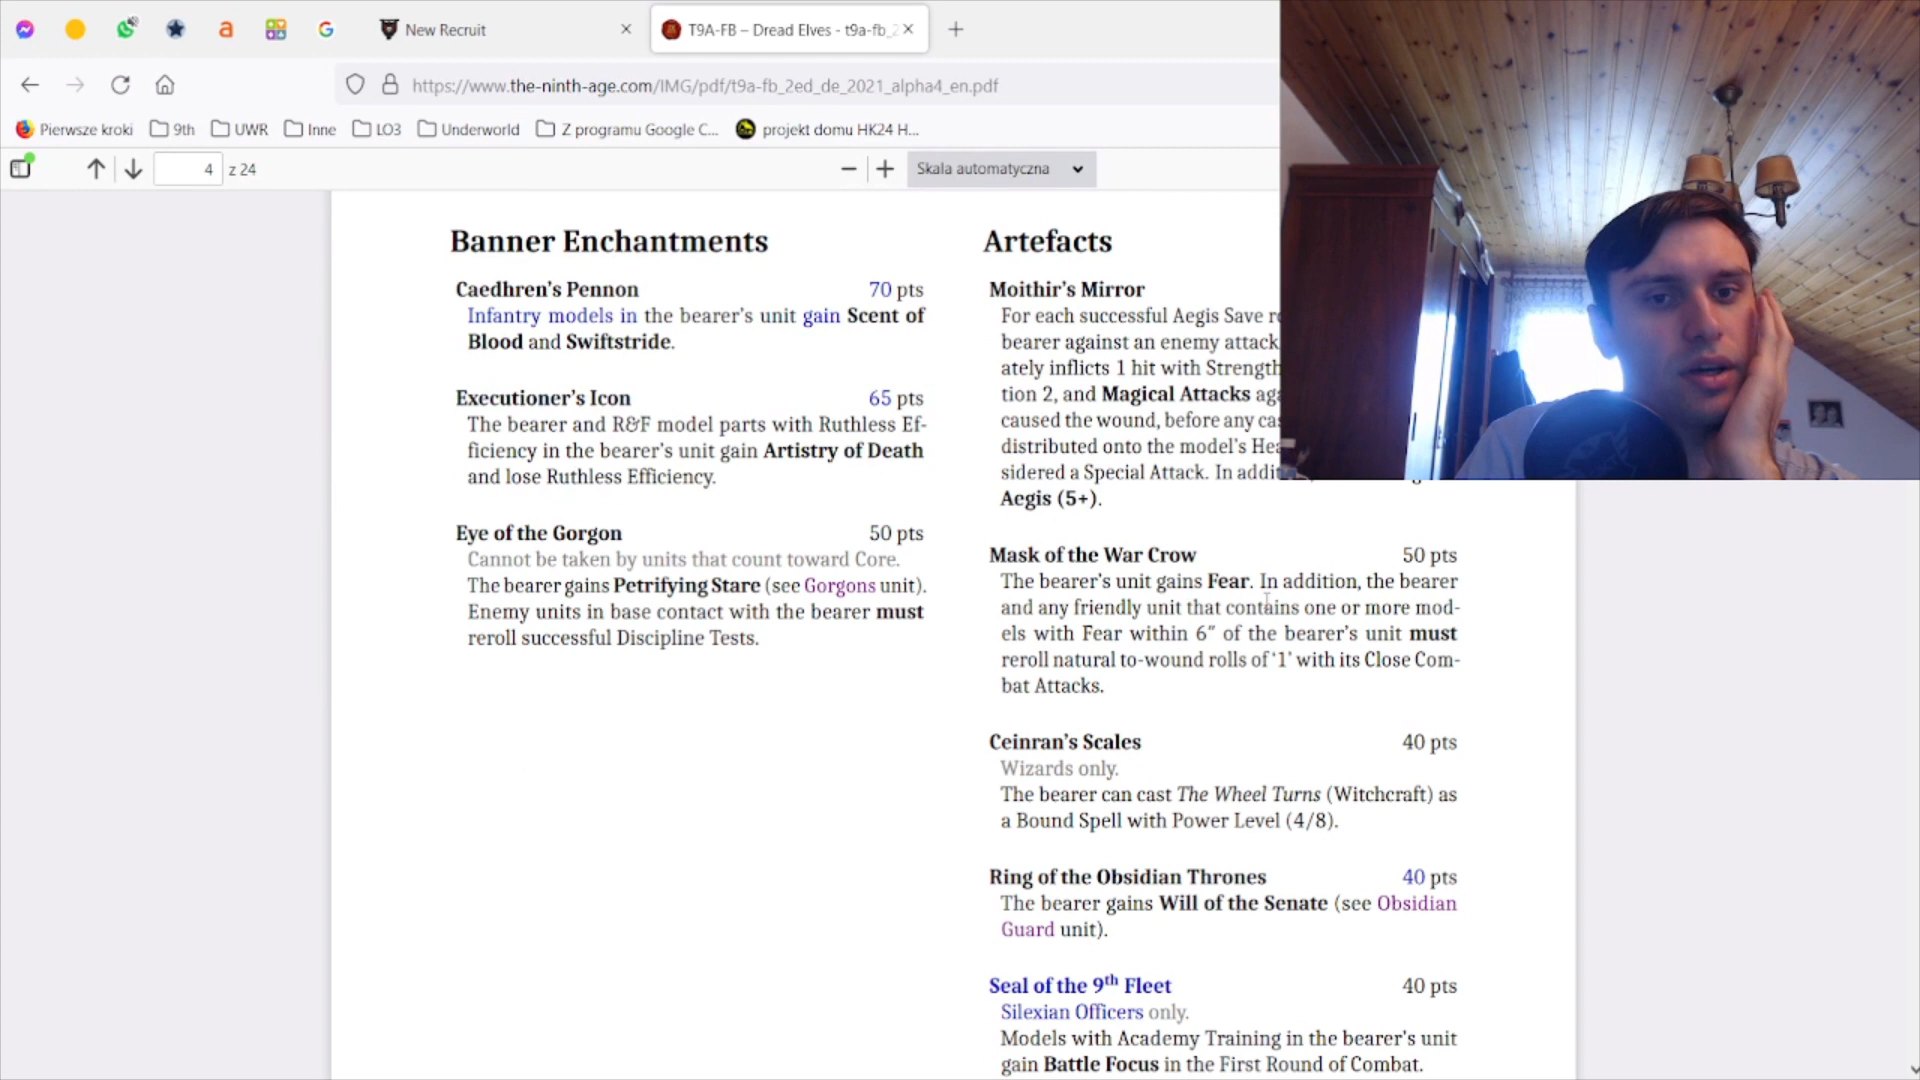 New Recruit
T9A-FB – Dread Elves - t9a-fb_2
https://www.the-ninth-age.com/IMG/pdf/t9a-fb_2ed_de_2021_alpha4_en.pdf
Pierwsze kroki
9th
UWR
Inne
LO3
Underworld
Z programu Google C...
projekt domu HK24 H...
4 z 24
Skala automatyczna
Banner Enchantments
Caedhren's Pennon 70 pts
Infantry models in the bearer's unit gain Scent of
Blood and Swiftstride.
Executioner's Icon 65 pts
The bearer and R&F model parts with Ruthless Ef-
ficiency in the bearer's unit gain Artistry of Death
and lose Ruthless Efficiency.
Eye of the Gorgon 50 pts
Cannot be taken by units that count toward Core.
The bearer gains Petrifying Stare (see Gorgons unit).
Enemy units in base contact with the bearer must
reroll successful Discipline Tests.
Artefacts
Moithir's Mirror
For each successful Aegis Save
bearer against an enemy attack
ately inflicts 1 hit with Strength
tion 2, and Magical Attacks
caused the wound, before any
distributed onto the model's
sidered a Special Attack. In
Aegis (5+).
Mask of the War Crow 50 pts
The bearer's unit gains Fear. In addition, the bearer
and any friendly unit that contains one or more mod-
els with Fear within 6″ of the bearer's unit must
reroll natural to-wound rolls of '1' with its Close Com-
bat Attacks.
Ceinran's Scales 40 pts
Wizards only.
The bearer can cast The Wheel Turns (Witchcraft) as
a Bound Spell with Power Level (4/8).
Ring of the Obsidian Thrones 40 pts
The bearer gains Will of the Senate (see Obsidian
Guard unit).
Seal of the 9th Fleet 40 pts
Silexian Officers only.
Models with Academy Training in the bearer's unit
gain Battle Focus in the First Round of Combat.